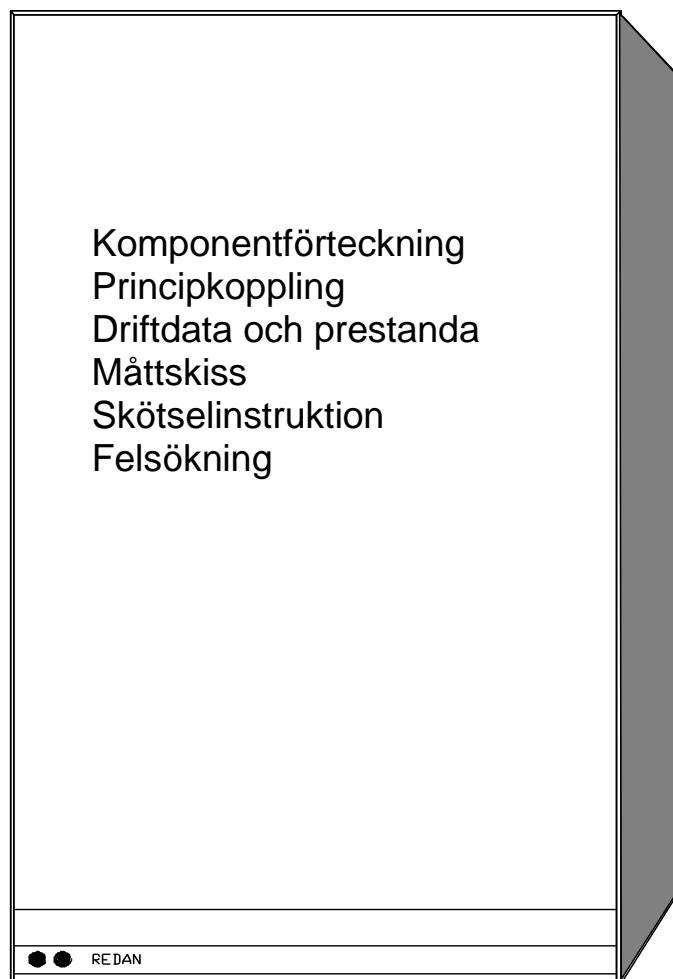 Komponentförteckning
Principkoppling
Driftdata och prestanda
Måttskiss
Skötselinstruktion
Felsökning
REDAN